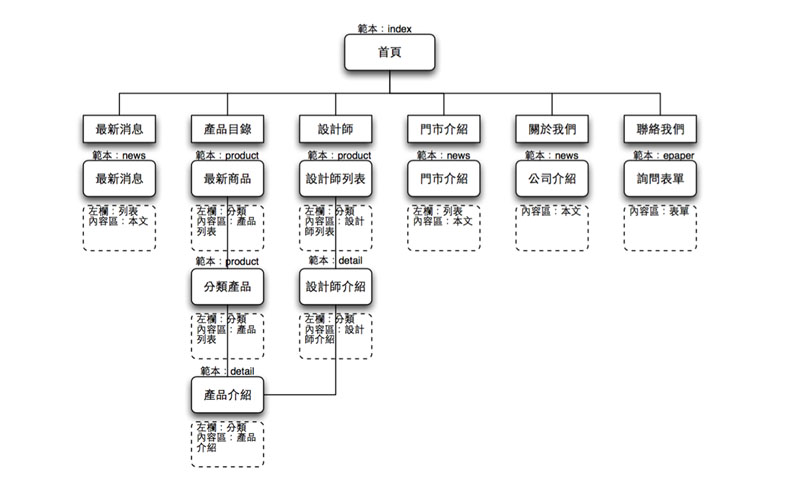 範本：index
首頁
最新消息
產品目錄
設計師
門市介紹
關於我們
聯絡我們
範本：news
範本：product
範本：product
範本：news
範本：news
範本：epaper
最新消息
最新商品
設計師列表
門市介紹
公司介紹
詢問表單
左欄：列表
內容區：本文
左欄：分類
內容區：產品
列表
左欄：分類
內容區：設計
師列表
左欄：列表
內容區：本文
內容區：本文
內容區：表單
範本：product
範本：detail
分類產品
設計師介紹
左欄：分類
內容區：產品
列表
左欄：分類
內容區：設計
師介紹
範本：detail
產品介紹
左欄：分類
內容區：產品
介紹